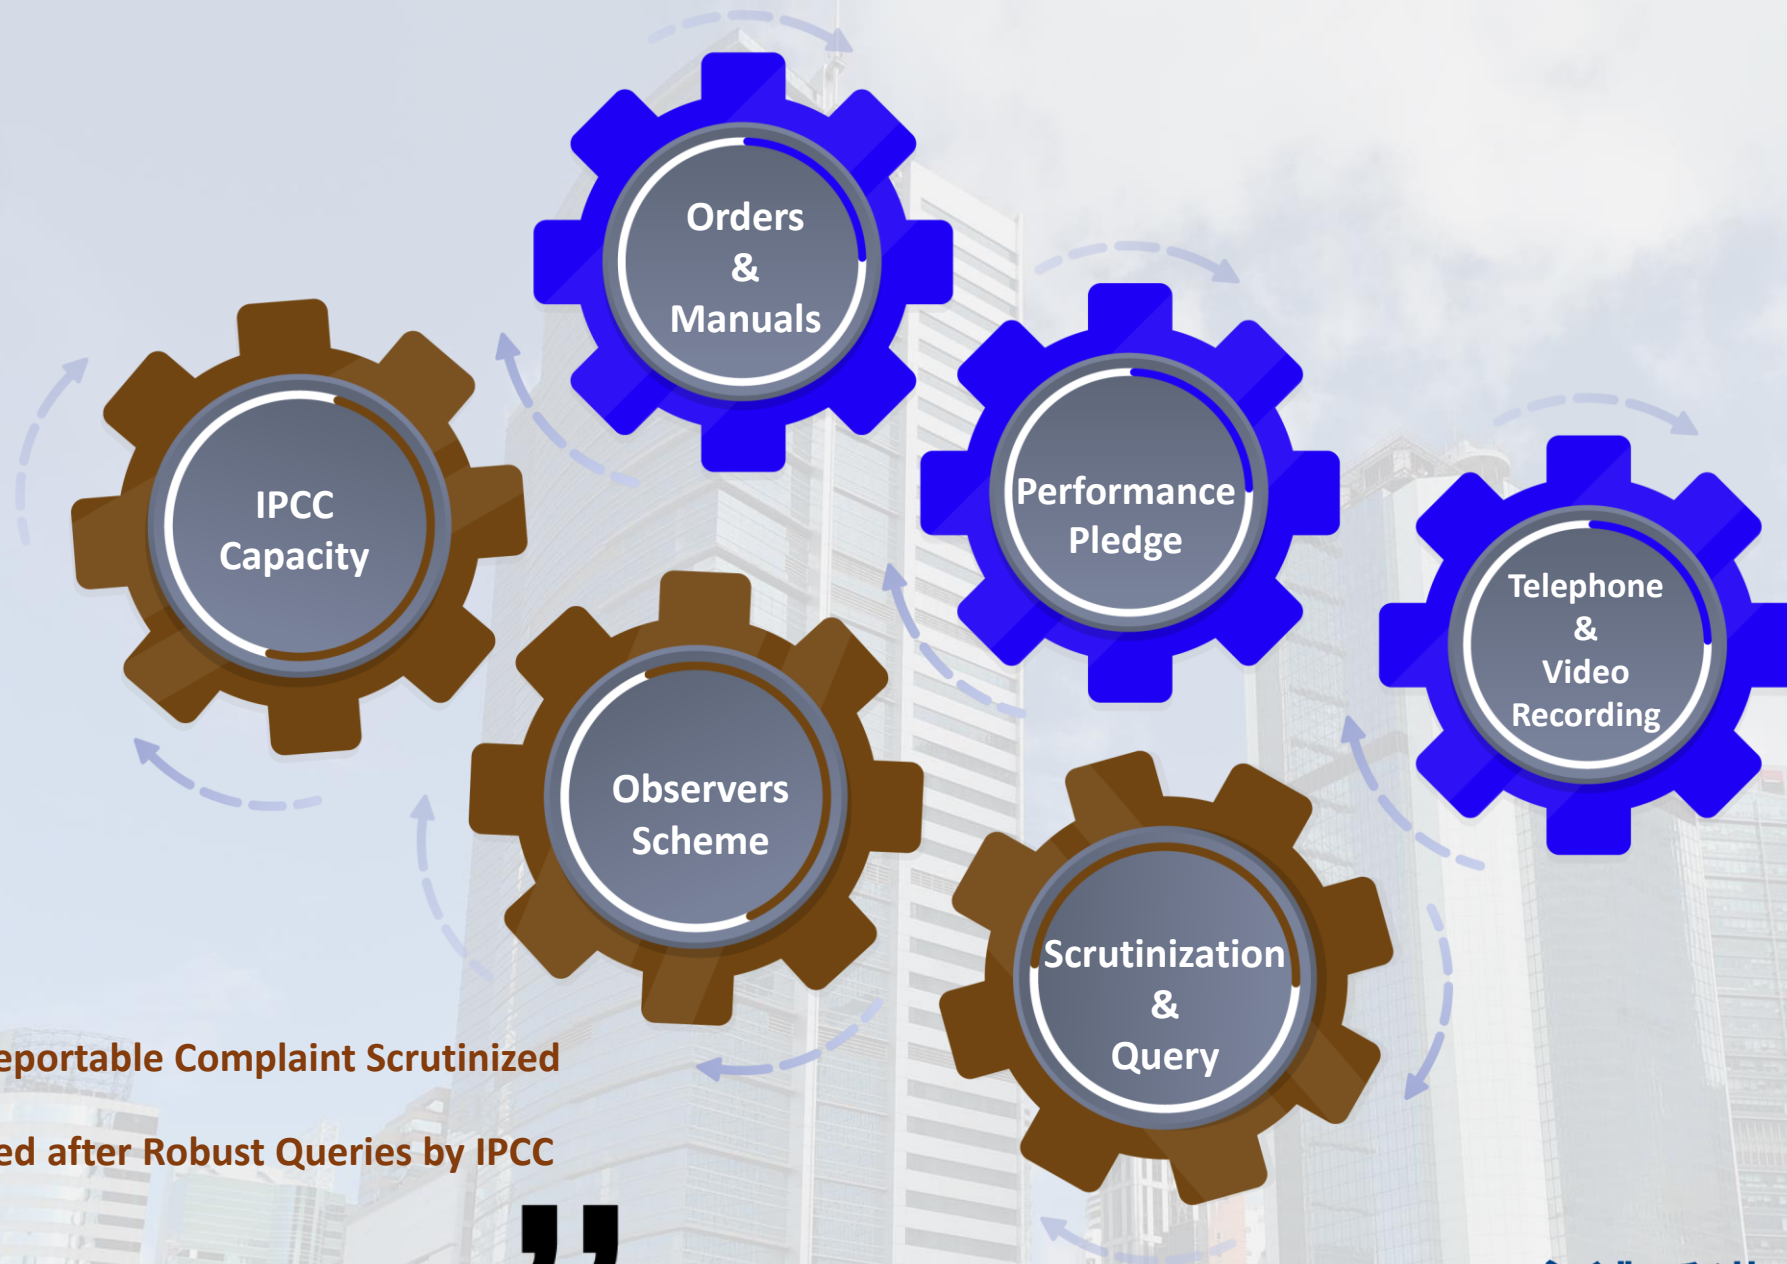 Orders
&
Manuals
IPCC
Capacity
Performance
Pledge
Telephone
&
Video
Recording
Observers
Scheme
Scrutinization
&
Query
eportable Complaint Scrutinized
ed after Robust Queries by IPCC
”